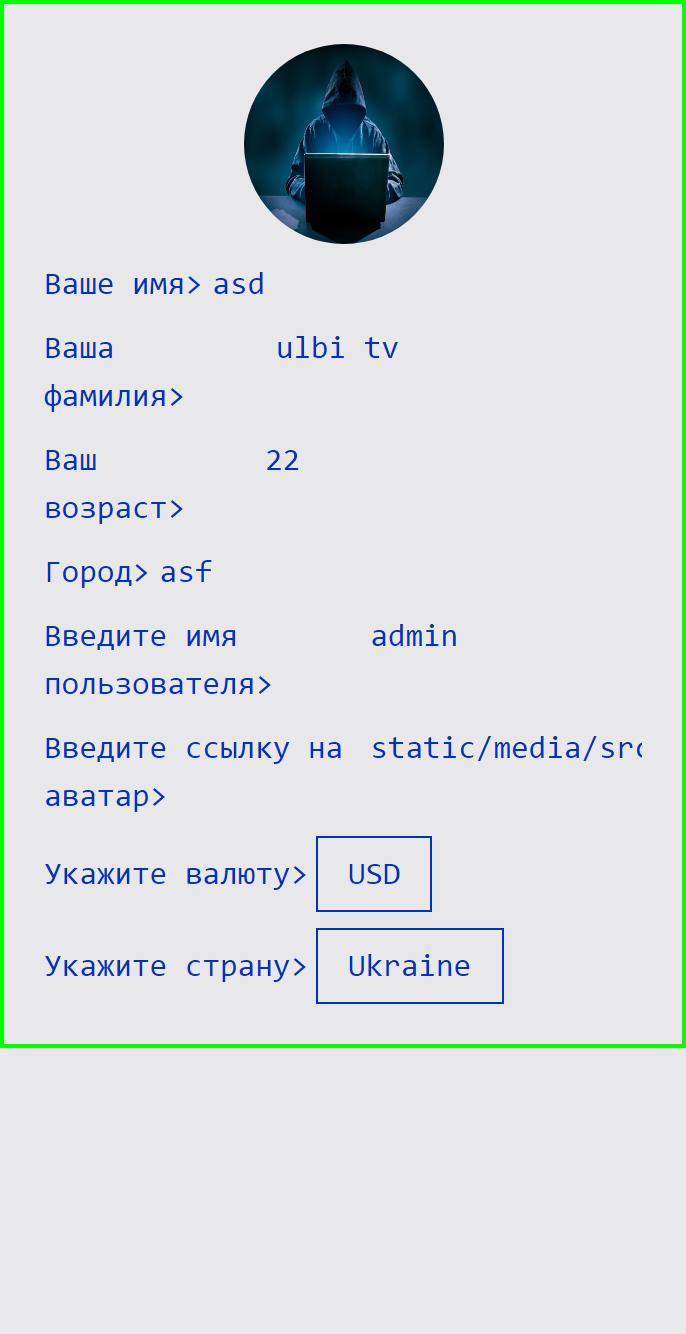 Ваше имя> asd
Ваша ulbi tv
фамилия>
Ваш 22
возраст>
Город> asf
Введите имя admin
пользователя>
Введите ссылку на static/media/src
аватар>
Укажите валюту> USD
Укажите страну> Ukraine